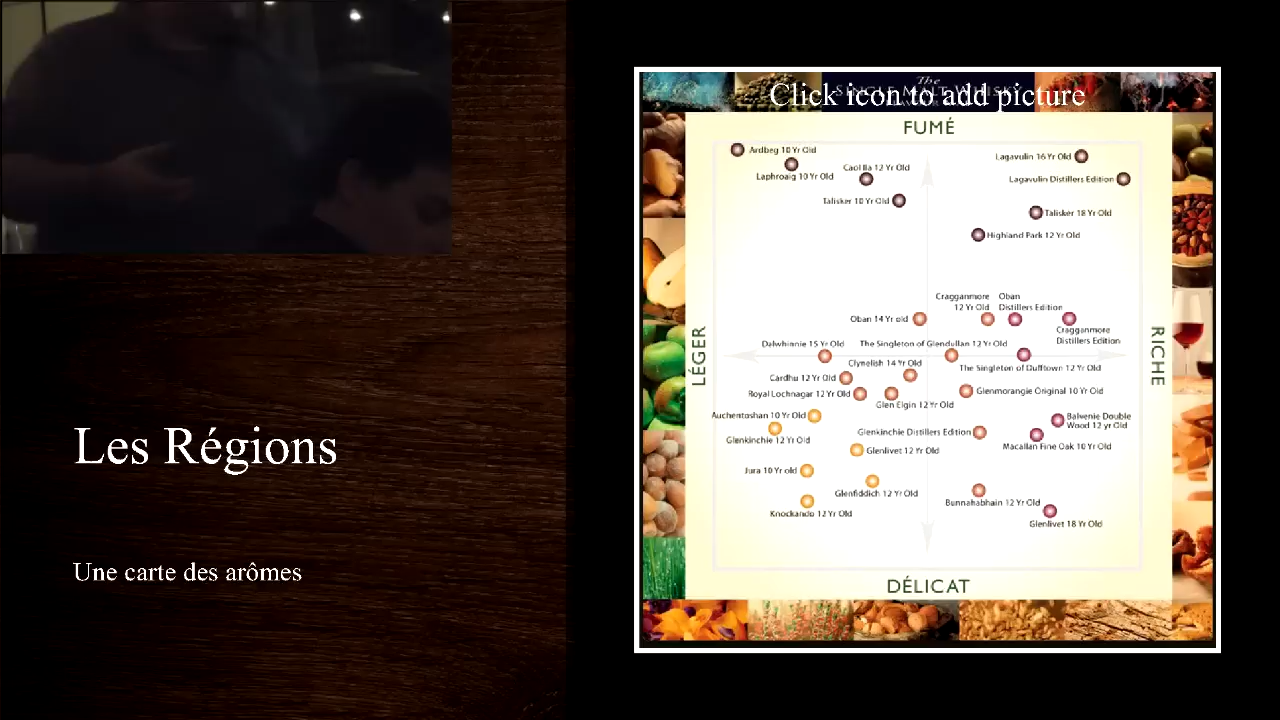 The
SINGLE MALT WHISK
Click icon to add picture
FUMÉ
Ardbeg 10 Yr Old
Laphroaig 10 Yr Old
Caol Ila 12 Yr Old
Talisker 10 Yr Old
Lagavulin 16 Yr Old
Lagavulin Distillers Edition
Talisker 18 Yr Old
Highland Park 12 Yr Old
Cragganmore
12 Yr Old
Oban
Distillers Edition
Oban 14 Yr old
Cragganmore
Distillers Edition
LÉGER
RICHE
Dalwhinnie 15 Yr Old
The Singleton of Glendullan 12 Yr Old
Clynelish 14 Yr Old
The Singleton of Dufftown 12 Yr Old
Cardhu 12 Yr Old
Royal Lochnagar 12 Yr Old
Glen Elgin 12 Yr Old
Glenmorangie Original 10 Yr Old
Auchentoshan 10 Yr Old
Glenkinchie 12 Yr Old
Balvenie Double
Wood 12 yr Old
Glenkinchie Distillers Edition
Macallan Fine Oak 10 Yr Old
Glenlivet 12 Yr Old
Jura 10 Yr old
Glenfiddich 12 Yr Old
Bunnahabhain 12 Yr Old
Knockando 12 Yr Old
Glenlivet 18 Yr Old
DÉLICAT
Les Régions
Une carte des arômes